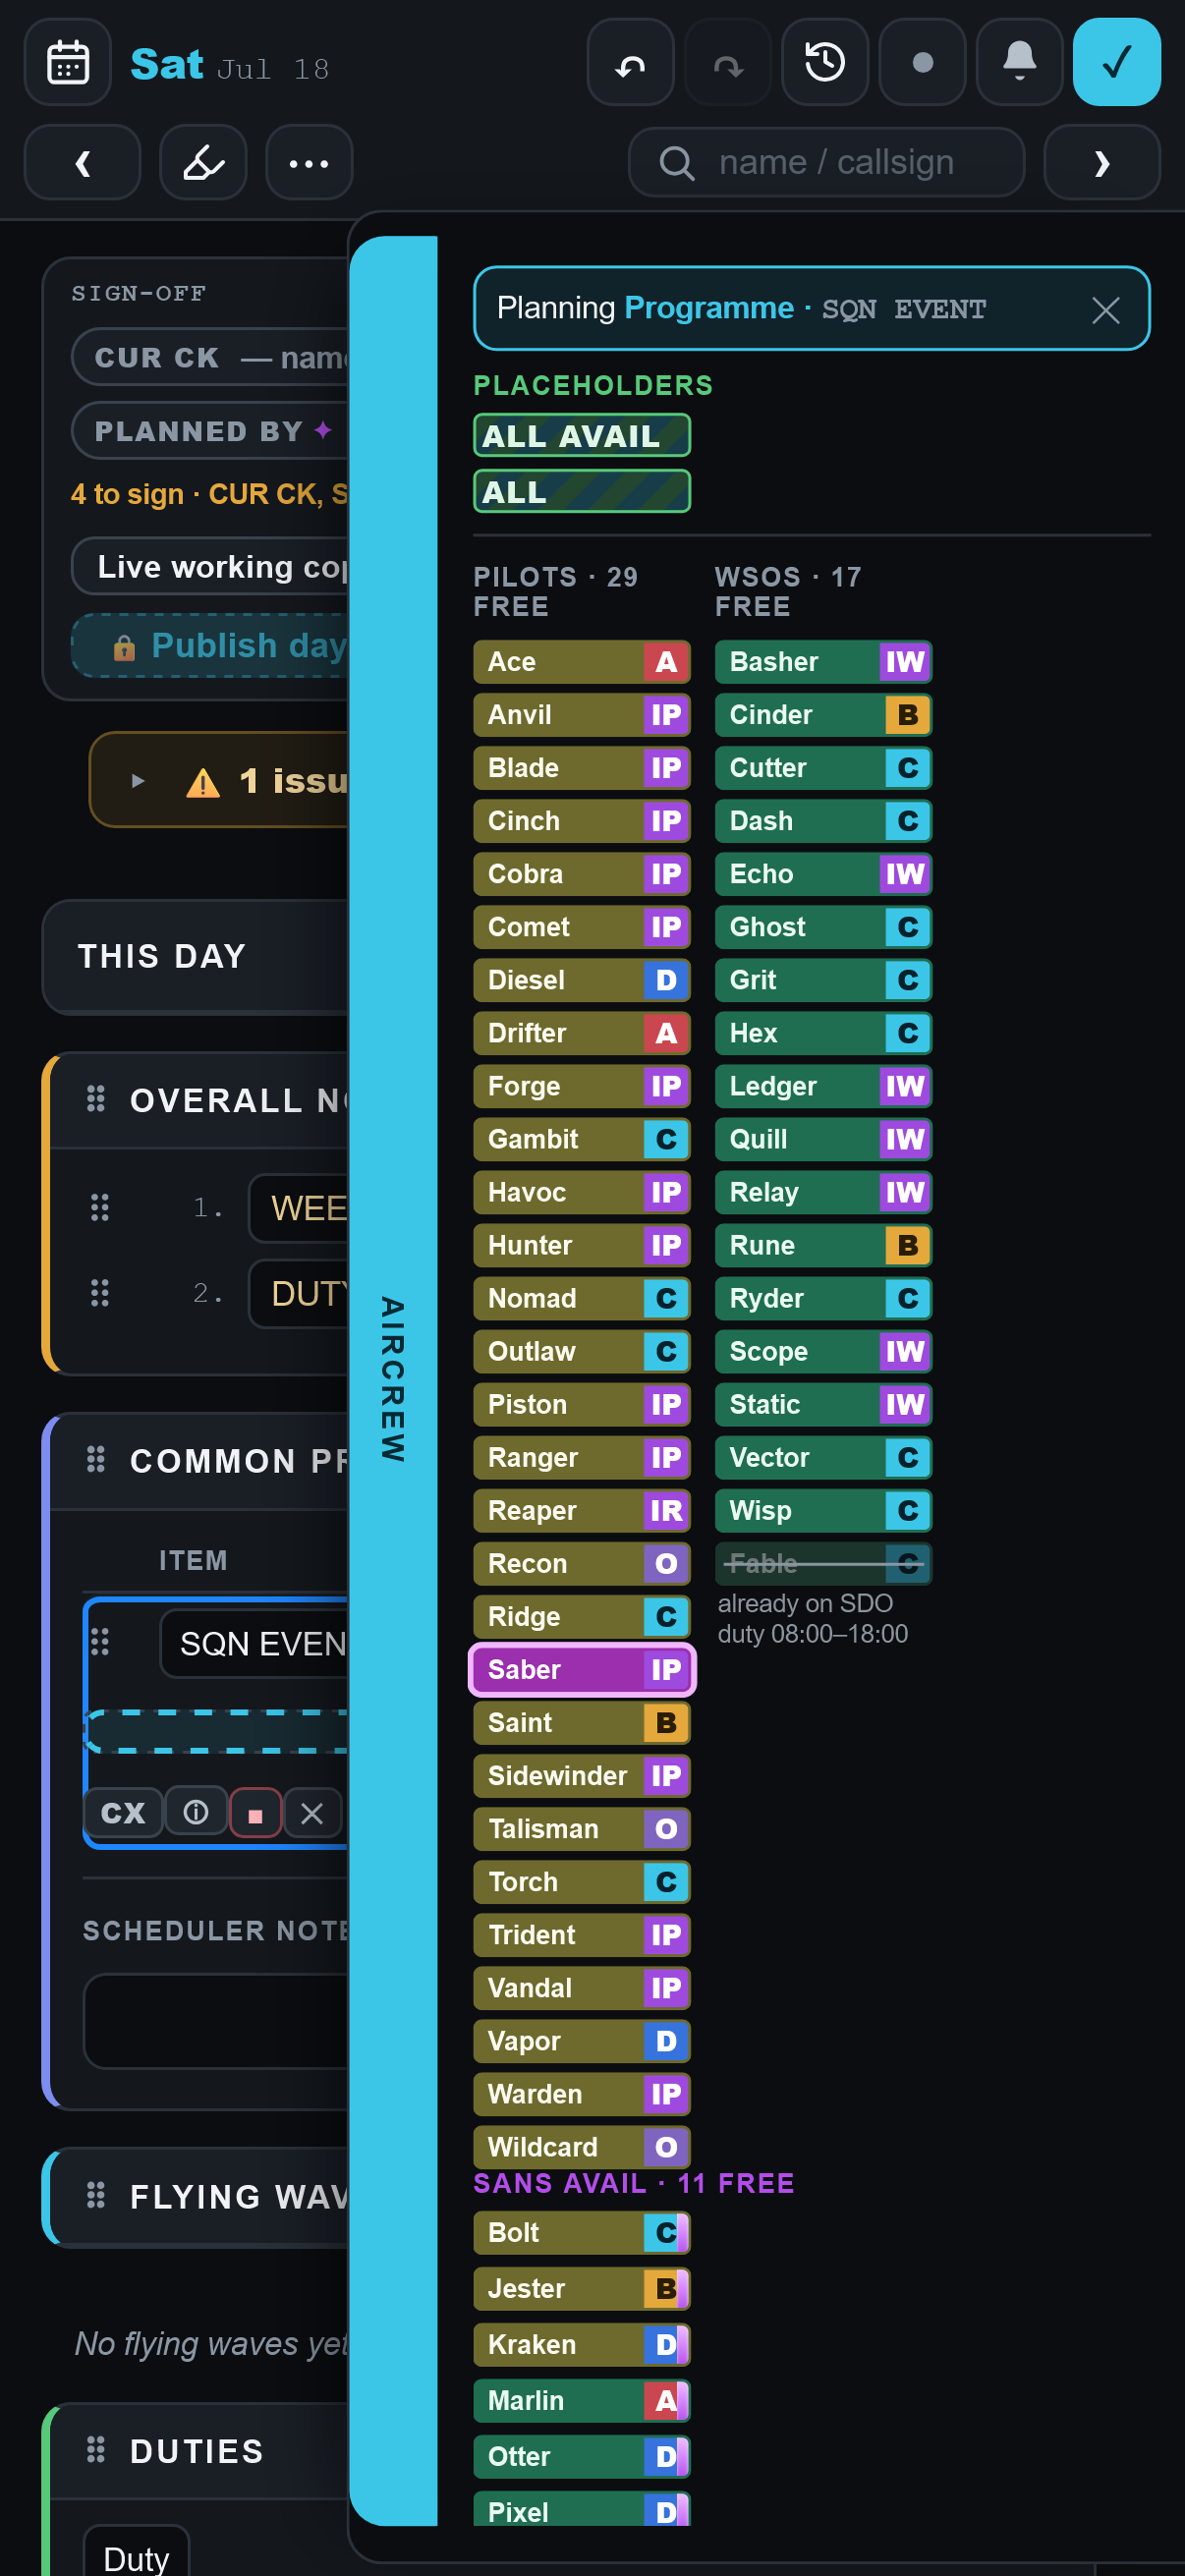 Sat Jul 18
name / callsign
SIGN-OFF
CUR CK — name
PLANNED BY
4 to sign · CUR CK, S
Live working cop
Publish day
1 issu
THIS DAY
OVERALL NO
1. WEE
2. DUTY
COMMON PR
ITEM
SQN EVEN
CX
SCHEDULER NOTE
FLYING WAV
No flying waves yet
DUTIES
Duty
AIRCREW
Planning Programme · SQN EVENT
PLACEHOLDERS
ALL AVAIL
ALL
PILOTS · 29 FREE
Ace A
Anvil IP
Blade IP
Cinch IP
Cobra IP
Comet IP
Diesel D
Drifter A
Forge IP
Gambit C
Havoc IP
Hunter IP
Nomad C
Outlaw C
Piston IP
Ranger IP
Reaper IR
Recon O
Ridge C
Saber IP
Saint B
Sidewinder IP
Talisman O
Torch C
Trident IP
Vandal IP
Vapor D
Warden IP
Wildcard O
WSOS · 17 FREE
Basher IW
Cinder B
Cutter C
Dash C
Echo IW
Ghost C
Grit C
Hex C
Ledger IW
Quill IW
Relay IW
Rune B
Ryder C
Scope IW
Static IW
Vector C
Wisp C
Fable C
already on SDO
duty 08:00–18:00
SANS AVAIL · 11 FREE
Bolt C
Jester B
Kraken D
Marlin A
Otter D
Pixel D